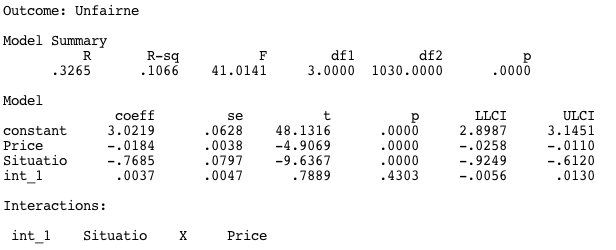 Outcome: Unfairne
Model Summary
R R-sq F df1 df2 p
.3265 .1066 41.0141 3.0000 1030.0000 .0000
Model
coeff se t p LLCI ULCI
constant 3.0219 .0628 48.1316 .0000 2.8987 3.1451
Price -.0184 .0038 -4.9069 .0000 -.0258 -.0110
Situatio -.7685 .0797 -9.6367 .0000 -.9249 -.6120
int_1 .0037 .0047 .7889 .4303 -.0056 .0130
Interactions:
int_1 Situatio X Price